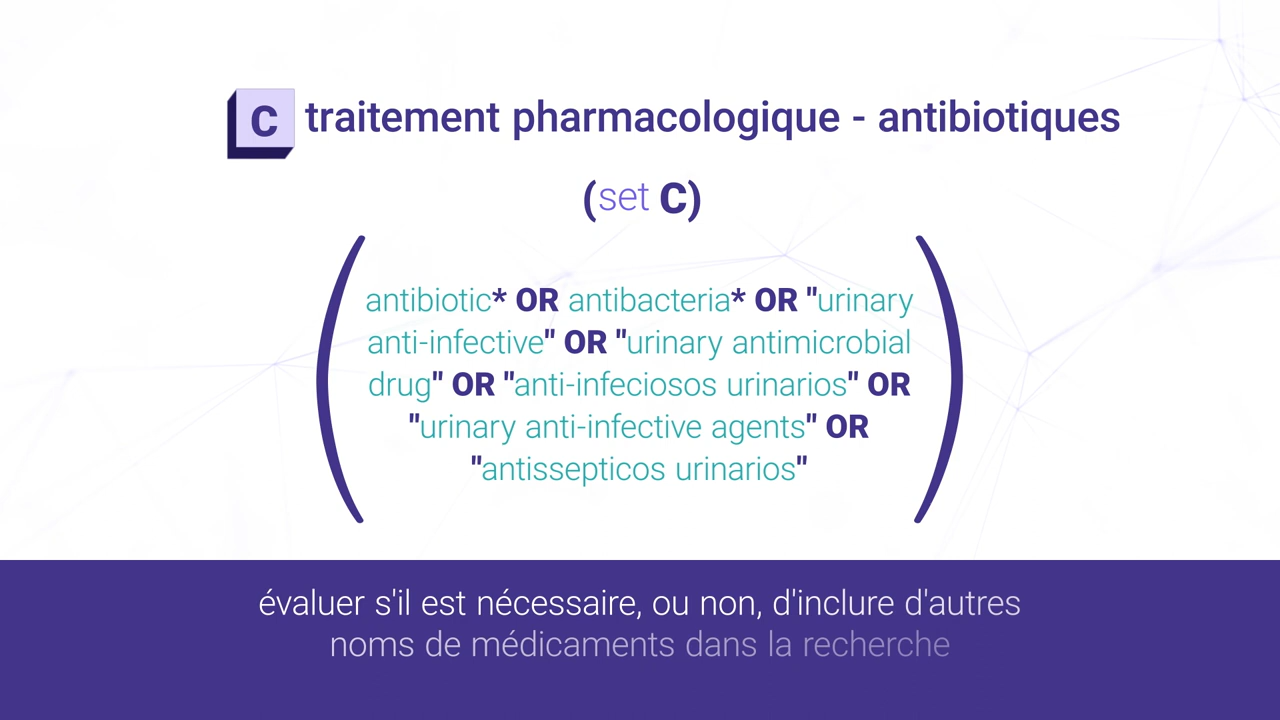 C traitement pharmacologique - antibiotiques
(set C)
antibiotic* OR antibacteria* OR "urinary
anti-infective" OR "urinary antimicrobial
drug" OR "anti-infeciosos urinarios" OR
"urinary anti-infective agents" OR
"antissepticos urinarios"
évaluer s'il est nécessaire, ou non, d'inclure d'autres
noms de médicaments dans la recherche